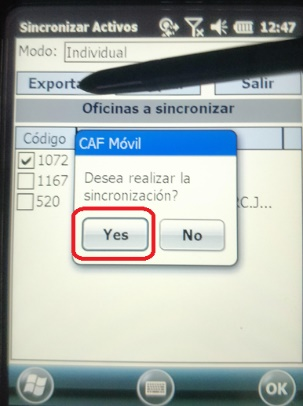 Sincronizar Activos 12:47
Modo: Individual
Salir
Oficinas a sincronizar
Código
1072
1167
520
CAF Móvil
Desea realizar la
sincronización?
Yes No
OK